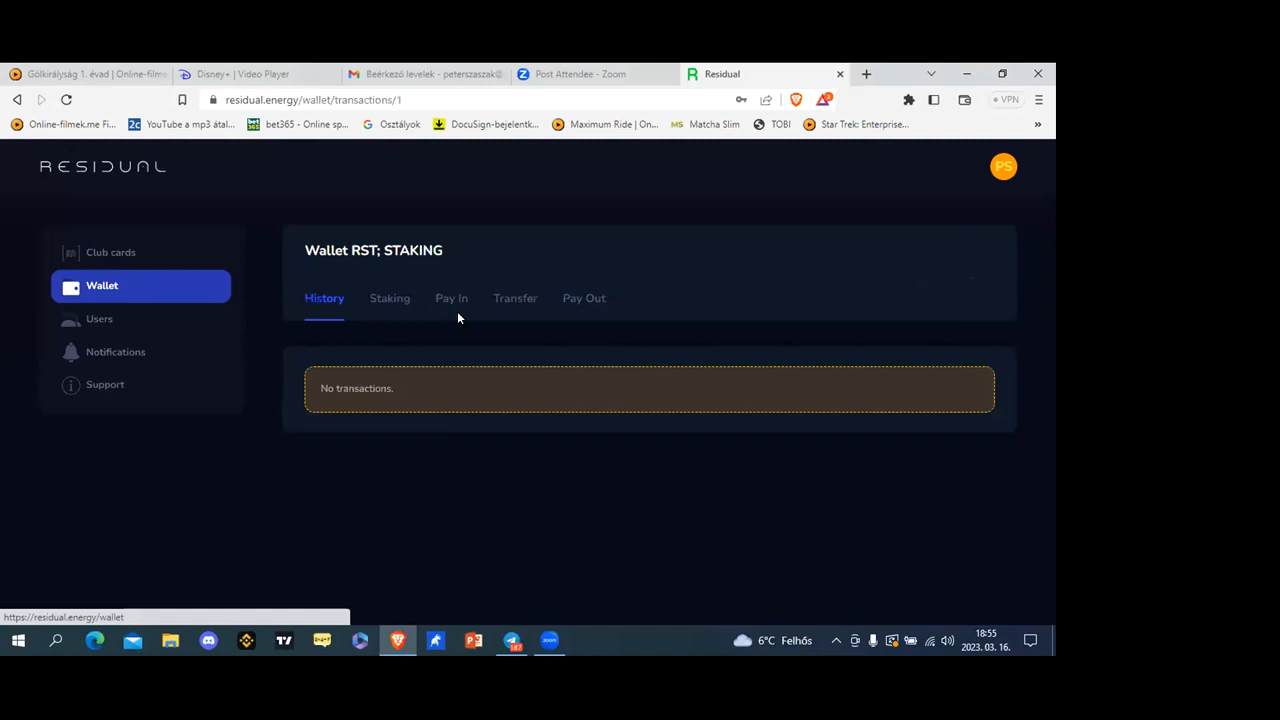 Gólkirályság 1. évad | Online-filme
Disney+ | Video Player
Beérkező levelek - peterszaszak@
Post Attendee - Zoom
Residual
residual.energy/wallet/transactions/1
VPN
Online-filmek.me Fi...
YouTube a mp3 átal...
bet365 - Online sp...
Osztályok
DocuSign-bejelentk...
Maximum Ride | On...
MS Matcha Slim
TOBI
Star Trek: Enterprise...
»
RESIDUAL
PS
Club cards
Wallet
Users
Notifications
Support
Wallet RST; STAKING
History
Staking
Pay In
Transfer
Pay Out
No transactions.
https://residual.energy/wallet
187
zoom
6°C Felhős
18:55
2023. 03. 16.